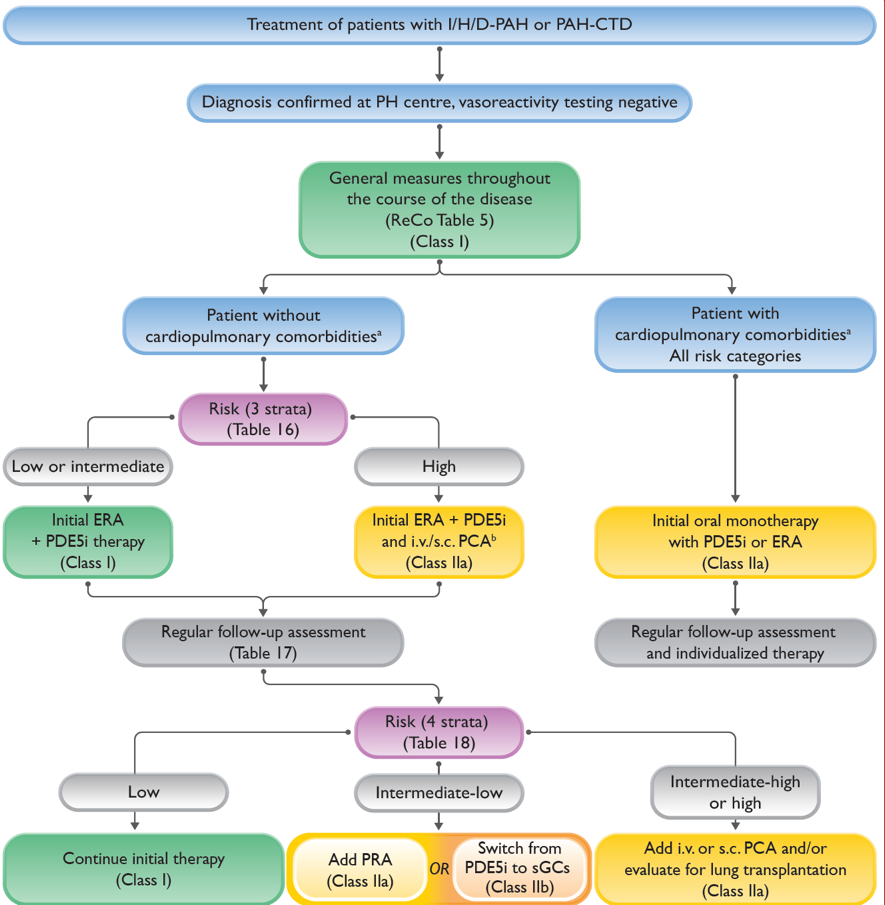 Treatment of patients with I/H/D-PAH or PAH-CTD
Diagnosis confirmed at PH centre, vasoreactivity testing negative
General measures throughout
the course of the disease
(ReCo Table 5)
(Class I)
Patient without
cardiopulmonary comorbiditiesᵃ
Patient with
cardiopulmonary comorbiditiesᵃ
All risk categories
Risk (3 strata)
(Table 16)
Low or intermediate
High
Initial ERA
+ PDE5i therapy
(Class I)
Initial ERA + PDE5i
and i.v./s.c. PCAᵇ
(Class IIa)
Initial oral monotherapy
with PDE5i or ERA
(Class IIa)
Regular follow-up assessment
(Table 17)
Regular follow-up assessment
and individualized therapy
Risk (4 strata)
(Table 18)
Low
Intermediate-low
Intermediate-high
or high
Continue initial therapy
(Class I)
Add PRA
(Class IIa)
OR
Switch from
PDE5i to sGCs
(Class IIb)
Add i.v. or s.c. PCA and/or
evaluate for lung transplantation
(Class IIa)